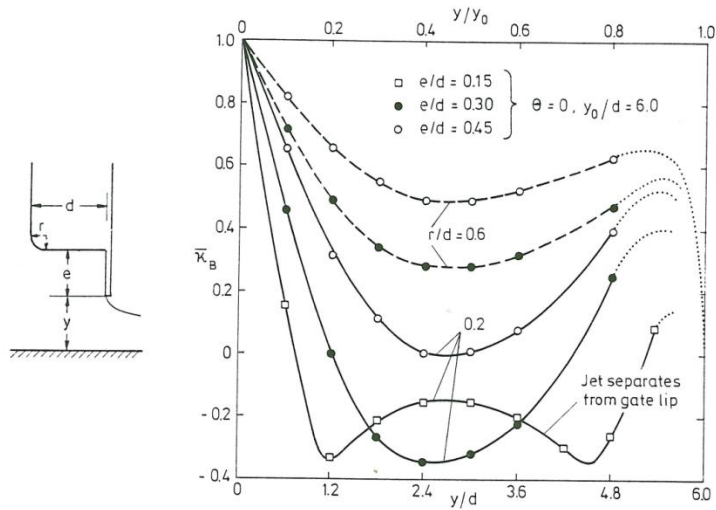 y/y₀
0 0.2 0.4 0.6 0.8 1.0
1.0
0.8
0.6
0.4
0.2
0
-0.2
-0.4
κ̄_B
□ e/d = 0.15
● e/d = 0.30
○ e/d = 0.45
θ = 0, y₀/d = 6.0
r/d = 0.6
0.2
Jet separates
from gate lip
0 1.2 2.4 3.6 4.8 6.0
y/d
d
r
e
y